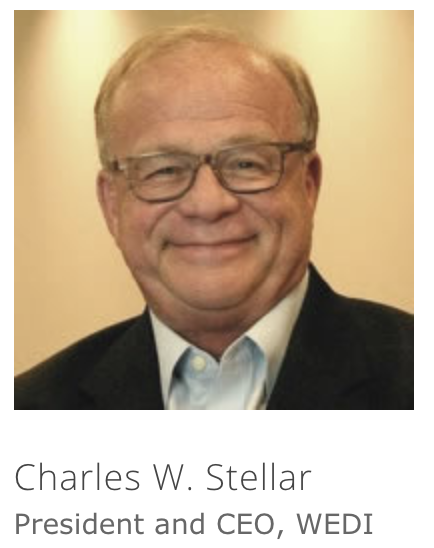 Charles W. Stellar
President and CEO, WEDI